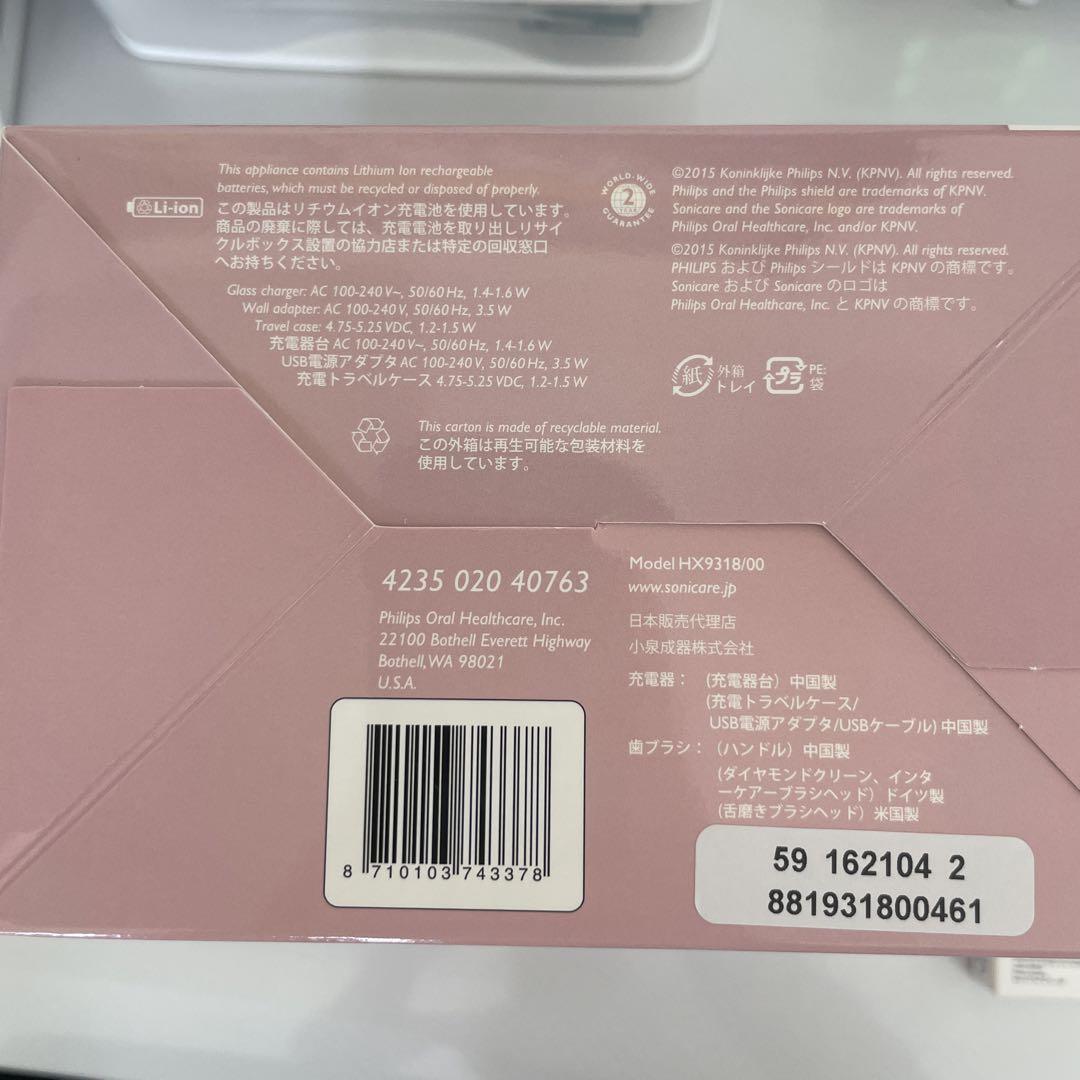 This appliance contains Lithium Ion rechargeable
batteries, which must be recycled or disposed of properly.
Li-ion
この製品はリチウムイオン充電池を使用しています。
商品の廃棄に際しては、充電電池を取り出しリサイ
クルボックス設置の協力店または特定の回収窓口
へお持ちください。
Glass charger: AC 100-240 V~, 50/60 Hz, 1.4-1.6 W
Wall adapter: AC 100-240 V, 50/60 Hz, 3.5 W
Travel case: 4.75-5.25 VDC, 1.2-1.5 W
充電器台 AC 100-240 V~, 50/60 Hz, 1.4-1.6 W
USB電源アダプタ AC 100-240 V, 50/60 Hz, 3.5 W
充電トラベルケース 4.75-5.25 VDC, 1.2-1.5 W
This carton is made of recyclable material.
この外箱は再生可能な包装材料を
使用しています。
WORLD-WIDE
2
YEAR
GUARANTEE
©2015 Koninklijke Philips N.V. (KPNV). All rights reserved.
Philips and the Philips shield are trademarks of KPNV.
Sonicare and the Sonicare logo are trademarks of
Philips Oral Healthcare, Inc. and/or KPNV.
©2015 Koninklijke Philips N.V. (KPNV). All rights reserved.
PHILIPS および Philips シールドは KPNV の商標です。
Sonicare および Sonicare のロゴは
Philips Oral Healthcare, Inc. と KPNV の商標です。
紙 外箱
トレイ
プラ PE:
袋
4235 020 40763
Philips Oral Healthcare, Inc.
22100 Bothell Everett Highway
Bothell, WA 98021
U.S.A.
Model HX9318/00
www.sonicare.jp
日本販売代理店
小泉成器株式会社
充電器： (充電器台）中国製
(充電トラベルケース/
USB電源アダプタ/USBケーブル) 中国製
歯ブラシ：（ハンドル）中国製
(ダイヤモンドクリーン、インタ
ーケアーブラシヘッド）ドイツ製
(舌磨きブラシヘッド）米国製
8 710103 743378
59 162104 2
881931800461